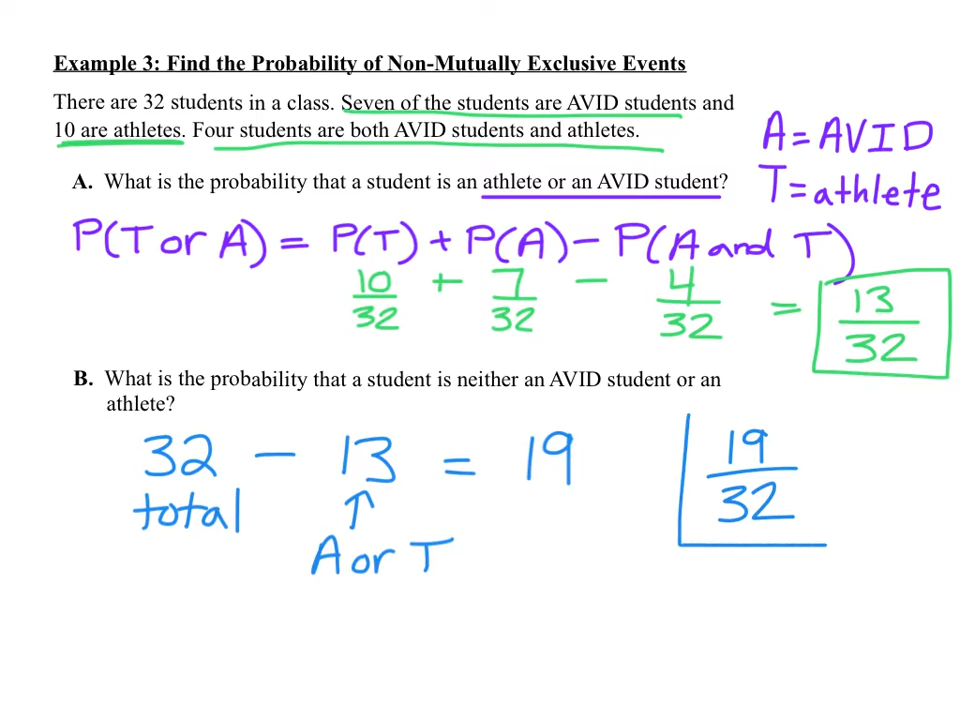 Example 3: Find the Probability of Non-Mutually Exclusive Events
There are 32 students in a class. Seven of the students are AVID students and
10 are athletes. Four students are both AVID students and athletes.
A = AVID
T = athlete
A. What is the probability that a student is an athlete or an AVID student?
P(T or A) = P(T) + P(A) - P(A and T)
10/32 + 7/32 - 4/32 = 13/32
B. What is the probability that a student is neither an AVID student or an
athlete?
32 - 13 = 19
19/32
total ↑
A or T